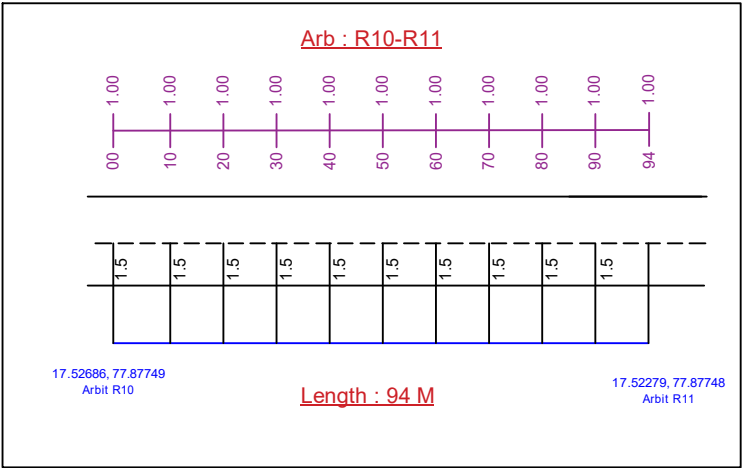 Arb : R10-R11
1.00 1.00 1.00 1.00 1.00 1.00 1.00 1.00 1.00 1.00 1.00
00 10 20 30 40 50 60 70 80 90 94
1.5 1.5 1.5 1.5 1.5 1.5 1.5 1.5 1.5 1.5
17.52686, 77.87749
Arbit R10
Length : 94 M
17.52279, 77.87748
Arbit R11